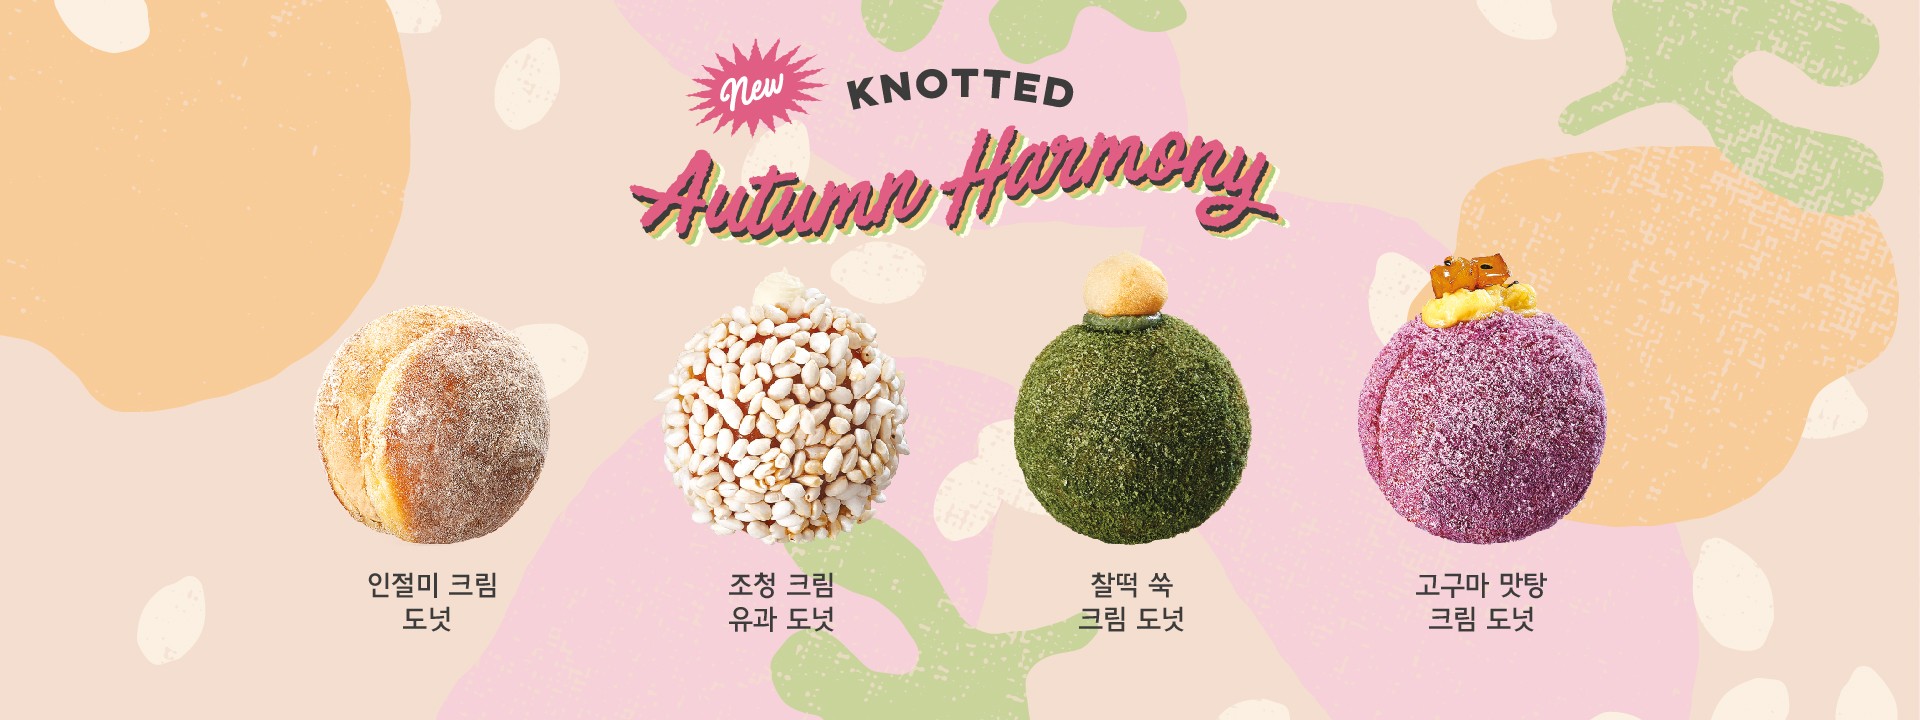 New
KNOTTED
Autumn Harmony
인절미 크림
도넛
조청 크림
유과 도넛
찰떡 쑥
크림 도넛
고구마 맛탕
크림 도넛